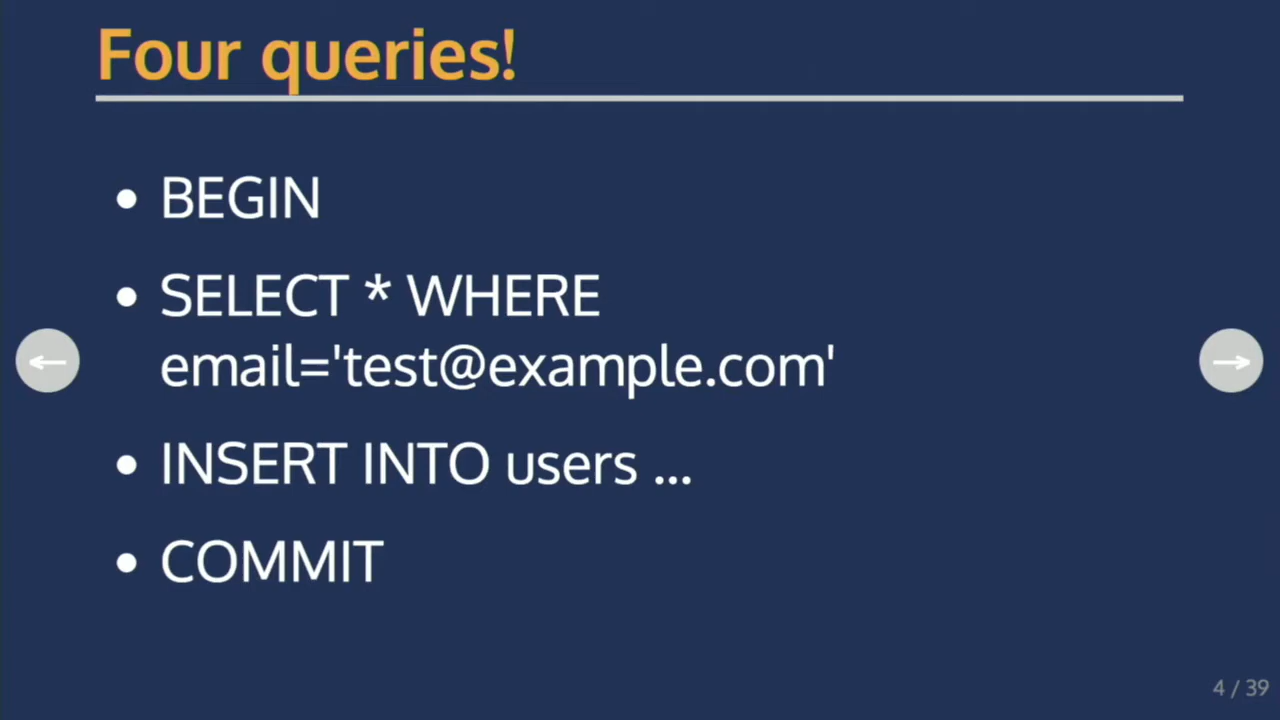 Four queries!
• BEGIN
• SELECT * WHERE
email='test@example.com'
• INSERT INTO users ...
• COMMIT
←
→
4 / 39